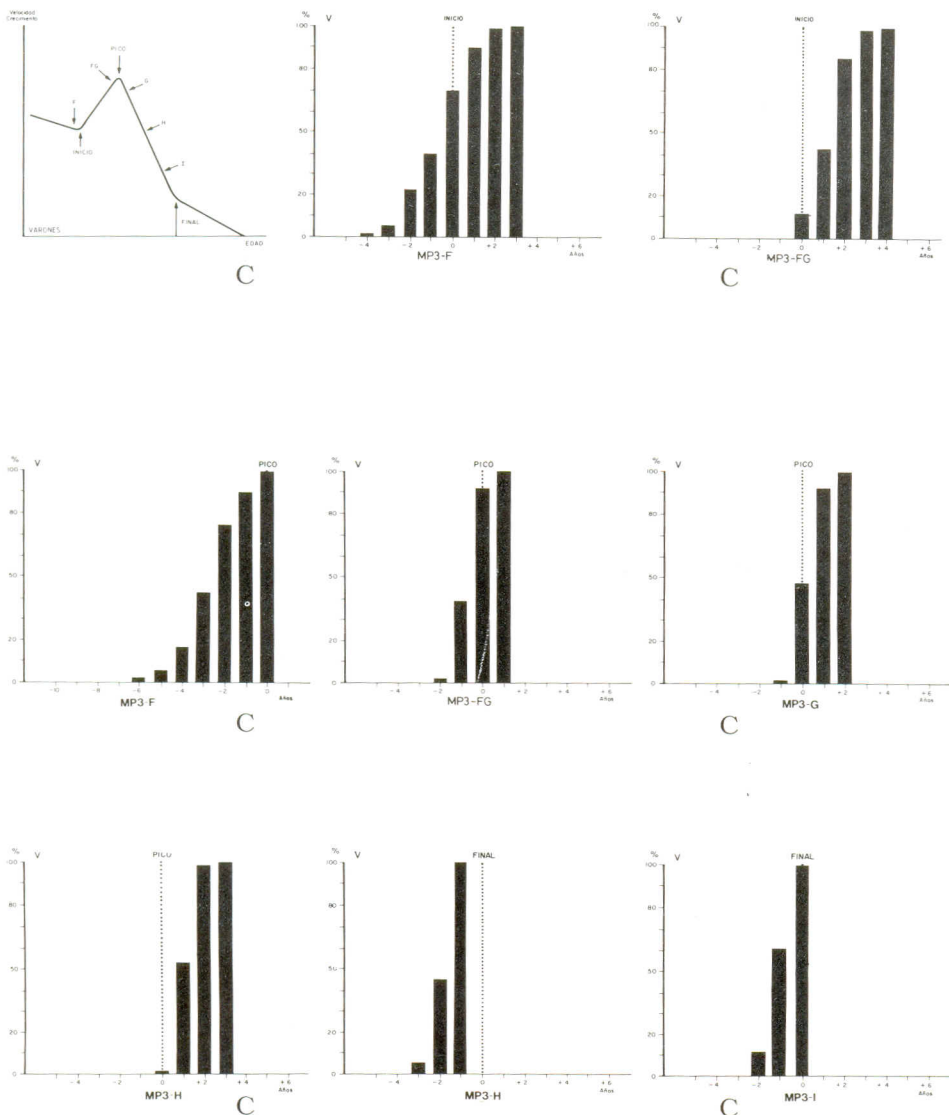 Velocidad
Crecimiento
PICO
FG
G
F
H
INICIO
I
FINAL
VARONES
EDAD
C
% V INICIO
100
80
50
20
0
-4 -2 0 +2 +4 +6
MP3-F Años
% V INICIO
100
80
50
20
0
-4 -2 0 +2 +4 +6
MP3-FG Años
C
% V PICO
100
80
50
20
0
-10 -8 -6 -4 -2 0
MP3-F Años
C
% V PICO
100
80
50
20
0
-4 -2 0 +2 +4 +6
MP3-FG Años
% V PICO
100
80
50
20
0
-4 -2 0 +2 +4 +6
MP3-G Años
C
% V PICO
100
80
50
20
0
-4 -2 0 +2 +4 +6
MP3-H Años
C
% V FINAL
100
80
50
20
0
-4 -2 0 +2 +4 +6
MP3-H Años
% V FINAL
100
80
50
20
0
-4 -2 0 +2 +4 +6
MP3-I Años
C